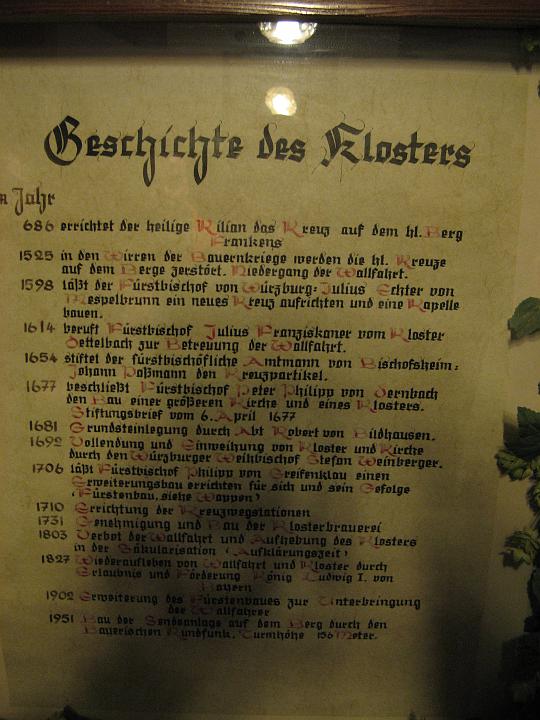 Geschichte des Klosters
m Jahr
686 errichtet der heilige Kilian das Kreuz auf dem hl. Berg
Frankens
1525 in den Wirren der Bauernkriege werden die hl. Kreuze
auf dem Berge zerstört. Niedergang der Wallfahrt.
1598 läßt der Fürstbischof von Würzburg: Julius Echter von
Mespelbrunn ein neues Kreuz aufrichten und eine Kapelle
bauen.
1614 beruft Fürstbischof Julius Franziskaner vom Kloster
Dettelbach zur Betreuung der Wallfahrt.
1654 stiftet der fürstbischöfliche Amtmann von Bischofsheim:
Johann Paßmann den Kreuzpartikel.
1677 beschließt Fürstbischof Peter Philipp von Dernbach
den Bau einer größeren Kirche und eines Klosters.
Stiftungsbrief vom 6. April 1677
1681 Grundsteinlegung durch Abt Robert von Bildhausen.
1692 Vollendung und Einweihung von Kloster und Kirche
durch den Würzburger Weihbischof Stefan Weinberger.
1706 läßt Fürstbischof Philipp von Greifenklau einen
Erweiterungsbau errichten für sich und sein Gefolge
(Fürstenbau, siehe Wappen)
1710 Errichtung der Kreuzwegstationen
1731 Genehmigung und Bau der Klosterbrauerei
1803 Verbot der Wallfahrt und Aufhebung des Klosters
in der Säkularisation (Aufklärungszeit)
1827 Wiederaufleben von Wallfahrt und Kloster durch
Erlaubnis und Förderung König Ludwig I. von
Bayern
1902 Erweiterung des Fürstenbaues zur Unterbringung
der Wallfahrer
1951 Bau der Sendeanlage auf dem Berg durch den
Bayerischen Rundfunk. Turmhöhe 156 Meter.